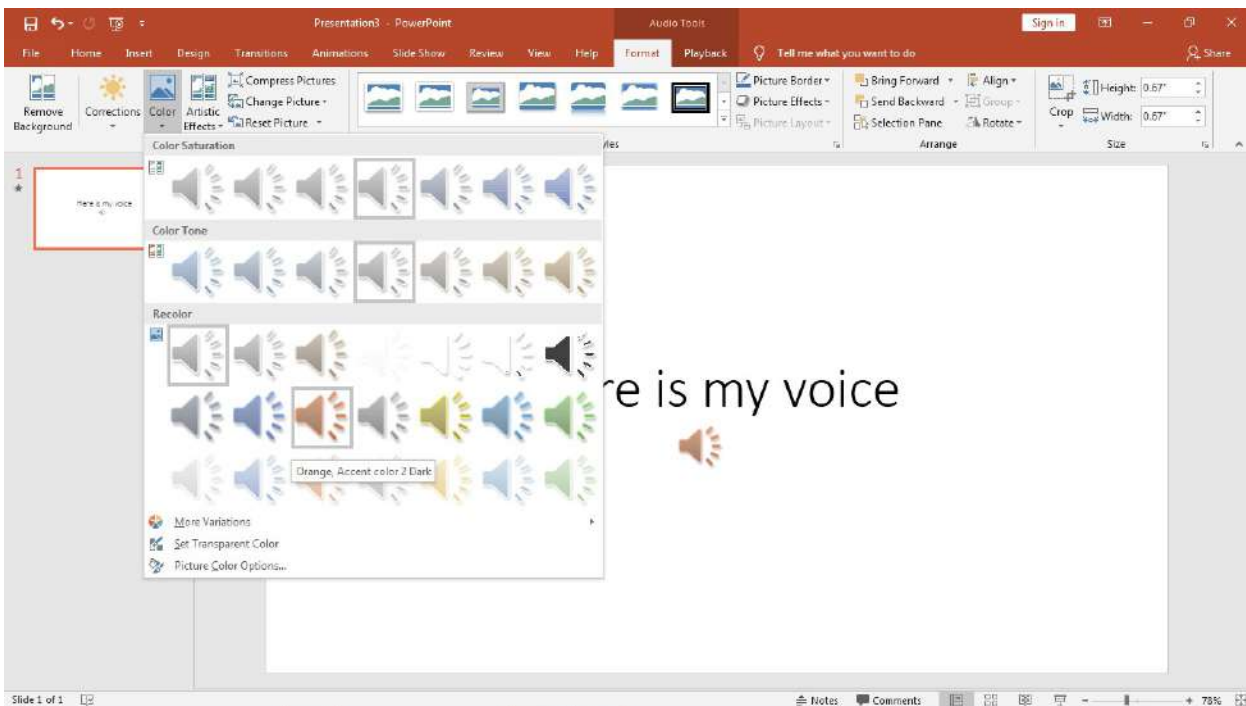 Presentation3 - PowerPoint
Audio Tools
Sign in
File Home Insert Design Transitions Animations Slide Show Review View Help Format Playback Tell me what you want to do Share
Remove Background
Corrections
Color
Artistic Effects
Compress Pictures
Change Picture
Reset Picture
Picture Border
Picture Effects
Picture Layout
Bring Forward
Send Backward
Selection Pane
Align
Group
Rotate
Arrange
Crop
Height: 0.67"
Width: 0.67"
Size
Color Saturation
Color Tone
Recolor
Orange, Accent color 2 Dark
More Variations
Set Transparent Color
Picture Color Options...
1
Here is my voice
re is my voice
Slide 1 of 1
Notes Comments 78%